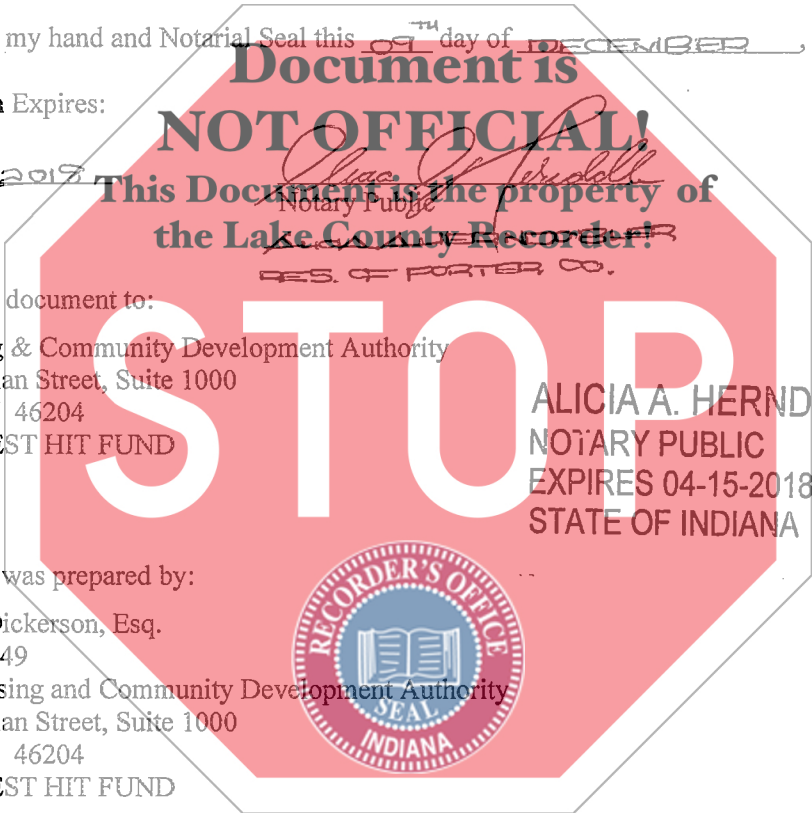 my hand and Notarial Seal this 09TH day of DECEMBER,
Document is
Expires:
NOT OFFICIAL!
2018
This Document is the property of
Notary Public
the Lake County Recorder!
RES. OF PORTER CO.
document to:
& Community Development Authority
an Street, Suite 1000
46204
EST HIT FUND
STOP
ALICIA A. HERND
NOTARY PUBLIC
EXPIRES 04-15-2018
STATE OF INDIANA
was prepared by:
ickerson, Esq.
49
sing and Community Development Authority
an Street, Suite 1000
46204
EST HIT FUND
RECORDER'S OFFICE
SEAL
INDIANA